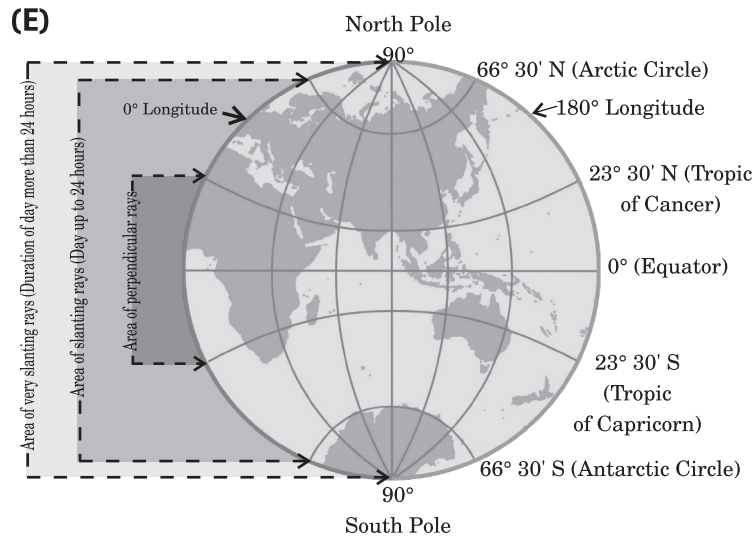 (E)
North Pole
90°
66° 30' N (Arctic Circle)
0° Longitude
180° Longitude
23° 30' N (Tropic
of Cancer)
0° (Equator)
23° 30' S
(Tropic
of Capricorn)
66° 30' S (Antarctic Circle)
90°
South Pole
Area of very slanting rays (Duration of day more than 24 hours)
Area of slanting rays (Day up to 24 hours)
Area of perpendicular rays